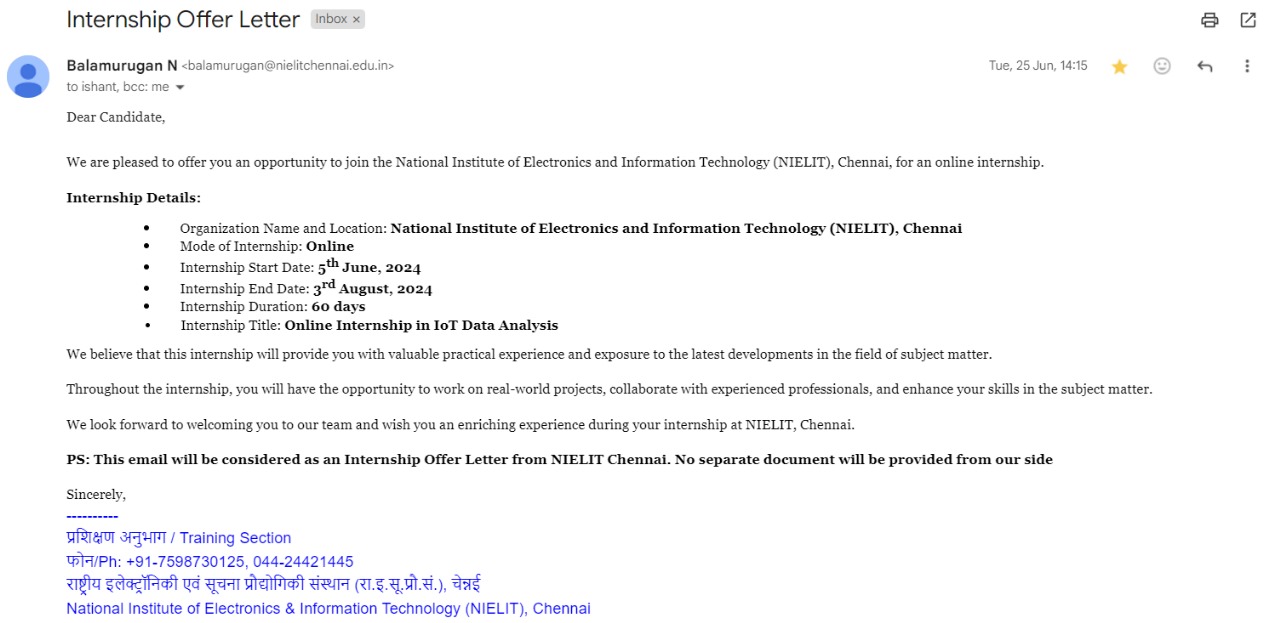 Internship Offer Letter Inbox ×
Balamurugan N <balamurugan@nielitchennai.edu.in> Tue, 25 Jun, 14:15
to ishant, bcc: me
Dear Candidate,
We are pleased to offer you an opportunity to join the National Institute of Electronics and Information Technology (NIELIT), Chennai, for an online internship.
Internship Details:
• Organization Name and Location: National Institute of Electronics and Information Technology (NIELIT), Chennai
• Mode of Internship: Online
• Internship Start Date: 5th June, 2024
• Internship End Date: 3rd August, 2024
• Internship Duration: 60 days
• Internship Title: Online Internship in IoT Data Analysis
We believe that this internship will provide you with valuable practical experience and exposure to the latest developments in the field of subject matter.
Throughout the internship, you will have the opportunity to work on real-world projects, collaborate with experienced professionals, and enhance your skills in the subject matter.
We look forward to welcoming you to our team and wish you an enriching experience during your internship at NIELIT, Chennai.
PS: This email will be considered as an Internship Offer Letter from NIELIT Chennai. No separate document will be provided from our side
Sincerely,
----------
प्रशिक्षण अनुभाग / Training Section
फोन/Ph: +91-7598730125, 044-24421445
राष्ट्रीय इलेक्ट्रॉनिकी एवं सूचना प्रौद्योगिकी संस्थान (रा.इ.सू.प्रौ.सं.), चेन्नई
National Institute of Electronics & Information Technology (NIELIT), Chennai